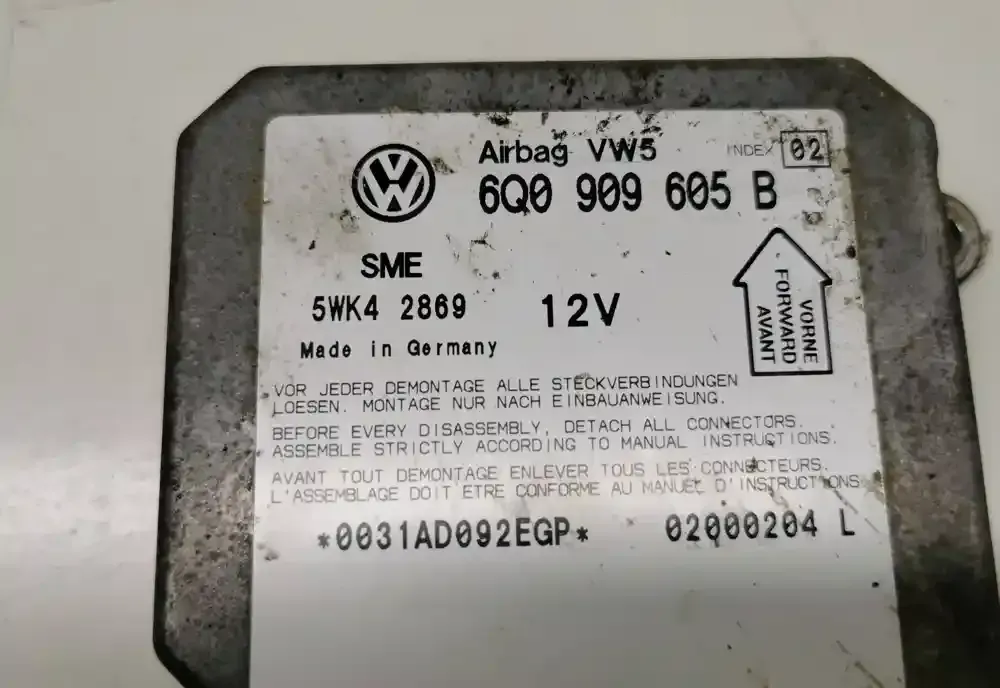 Airbag VW5 INDEX 02
6Q0 909 605 B
SME
5WK4 2869 12V
Made in Germany
VORNE
FORWARD
AVANT
VOR JEDER DEMONTAGE ALLE STECKVERBINDUNGEN
LOESEN. MONTAGE NUR NACH EINBAUANWEISUNG.
BEFORE EVERY DISASSEMBLY, DETACH ALL CONNECTORS.
ASSEMBLE STRICTLY ACCORDING TO MANUAL INSTRUCTIONS.
AVANT TOUT DEMONTAGE ENLEVER TOUS LES CONNECTEURS.
L'ASSEMBLAGE DOIT ETRE CONFORME AU MANUEL D'INSTRUCTIONS
*0031AD092EGP* 02000204 L